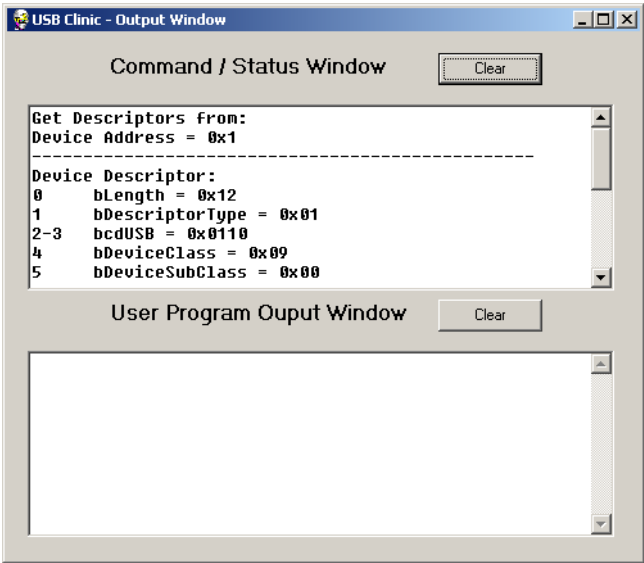 USB Clinic - Output Window
Command / Status Window
Clear
Get Descriptors from:
Device Address = 0x1
-------------------------------------------------
Device Descriptor:
0 bLength = 0x12
1 bDescriptorType = 0x01
2-3 bcdUSB = 0x0110
4 bDeviceClass = 0x09
5 bDeviceSubClass = 0x00
User Program Ouput Window
Clear